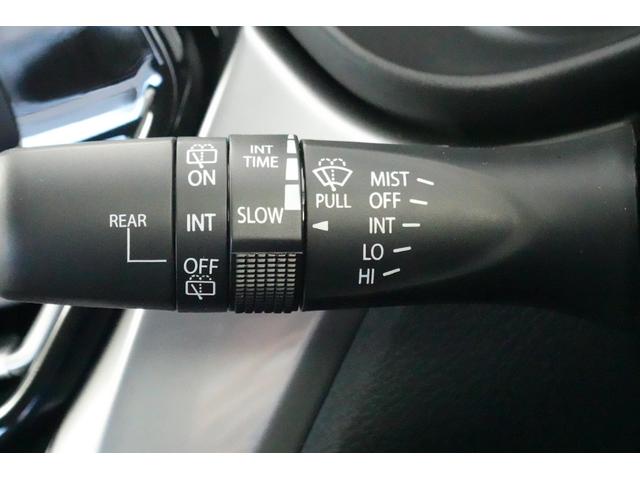 REAR
ON
INT
OFF
INT
TIME
SLOW
PULL
MIST
OFF
INT
LO
HI